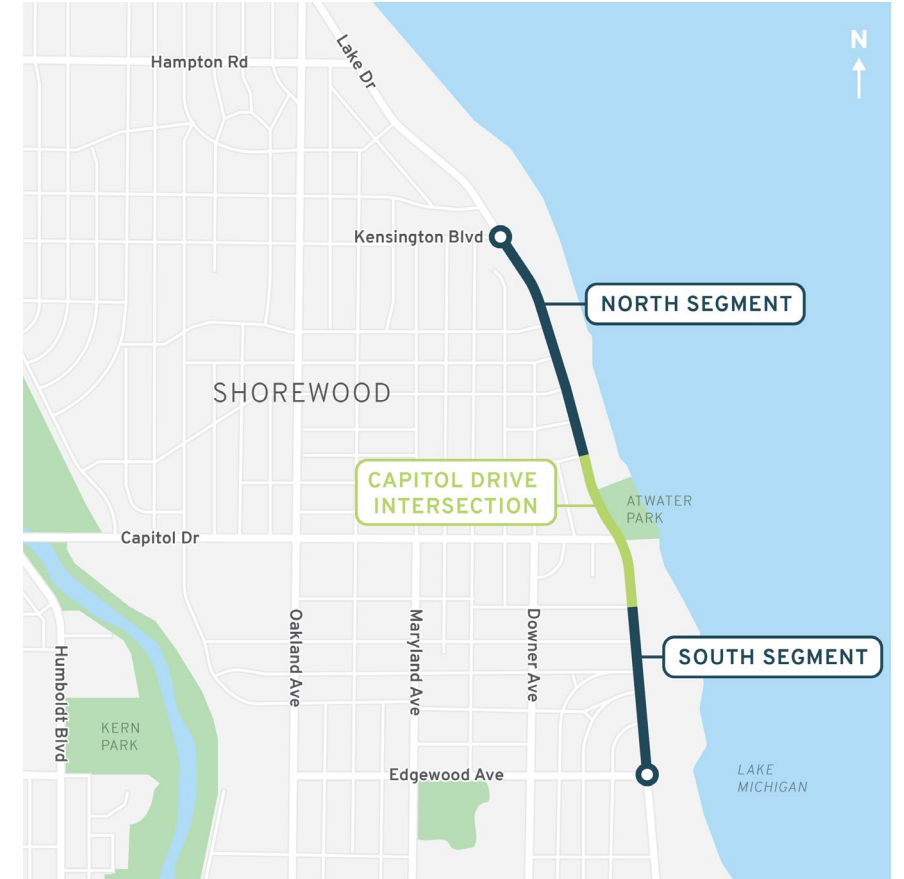 N
Lake Dr
Hampton Rd
Kensington Blvd
NORTH SEGMENT
SHOREWOOD
CAPITOL DRIVE
INTERSECTION
ATWATER
PARK
Capitol Dr
Oakland Ave
Maryland Ave
Downer Ave
Humboldt Blvd
SOUTH SEGMENT
KERN
PARK
Edgewood Ave
LAKE
MICHIGAN